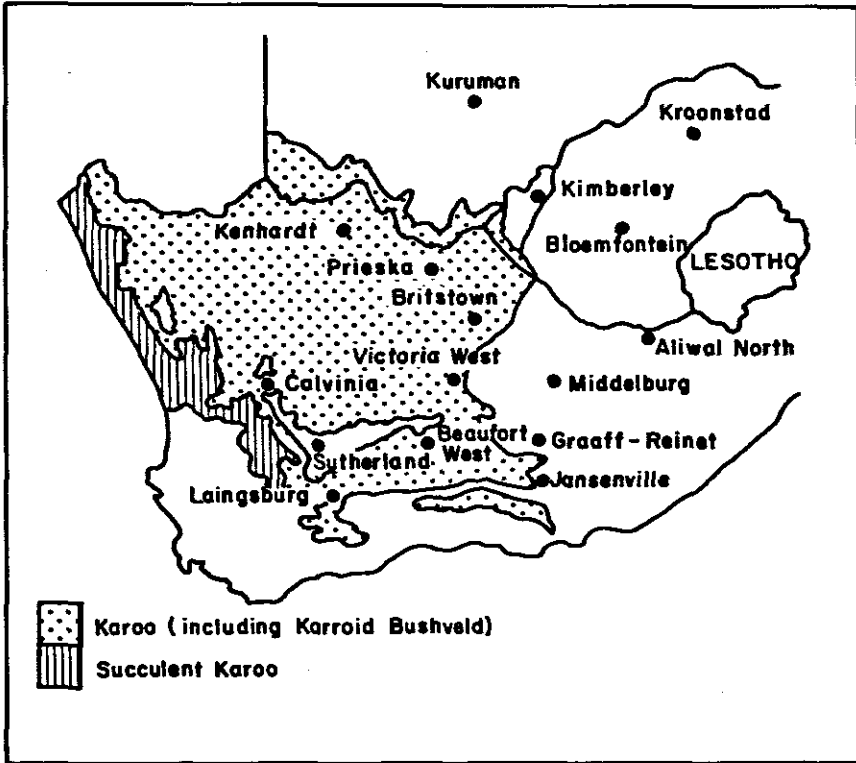 Kuruman
Kroonstad
Kimberley
Kenhardt
Bloemfontein
LESOTHO
Prieska
Britstown
Aliwal North
Victoria West
Calvinia
Middelburg
Beaufort
West
Graaff-Reinet
Sutherland
Jansenville
Laingsburg
Karoo (including Karroid Bushveld)
Succulent Karoo